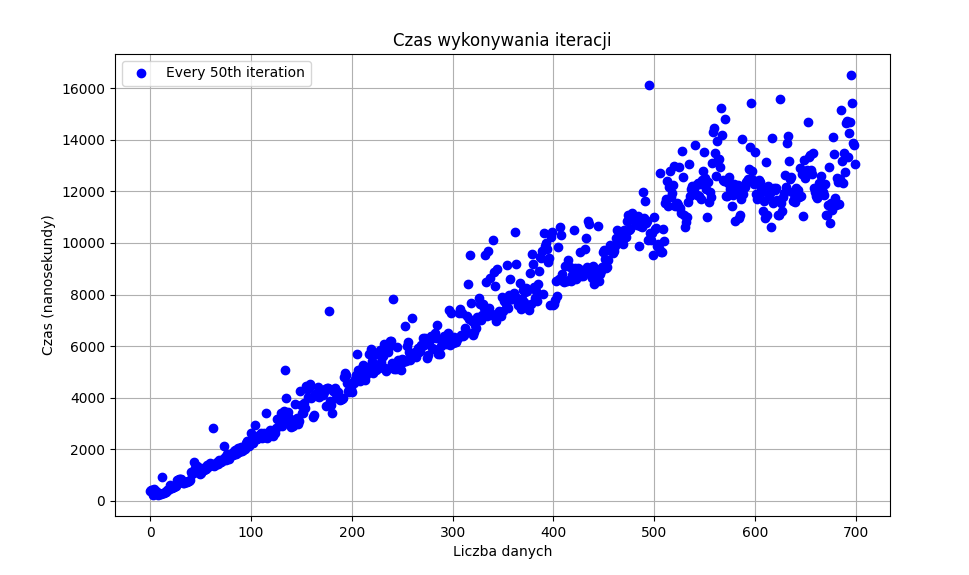 Czas wykonywania iteracji
Every 50th iteration
Czas (nanosekundy)
16000
14000
12000
10000
8000
6000
4000
2000
0
0 100 200 300 400 500 600 700
Liczba danych